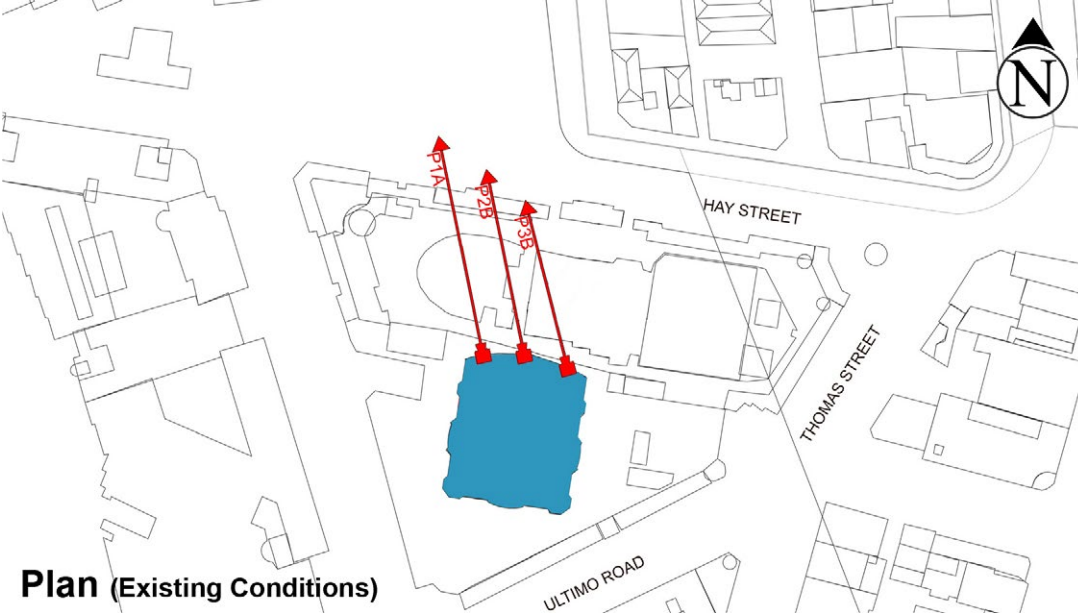 N
P1A
P2B
P3B
HAY STREET
THOMAS STREET
ULTIMO ROAD
Plan (Existing Conditions)